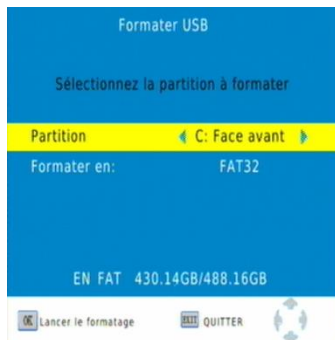 Formater USB
Sélectionnez la partition à formater
Partition C: Face avant
Formater en: FAT32
EN FAT 430.14GB/488.16GB
OK Lancer le formatage EXIT QUITTER